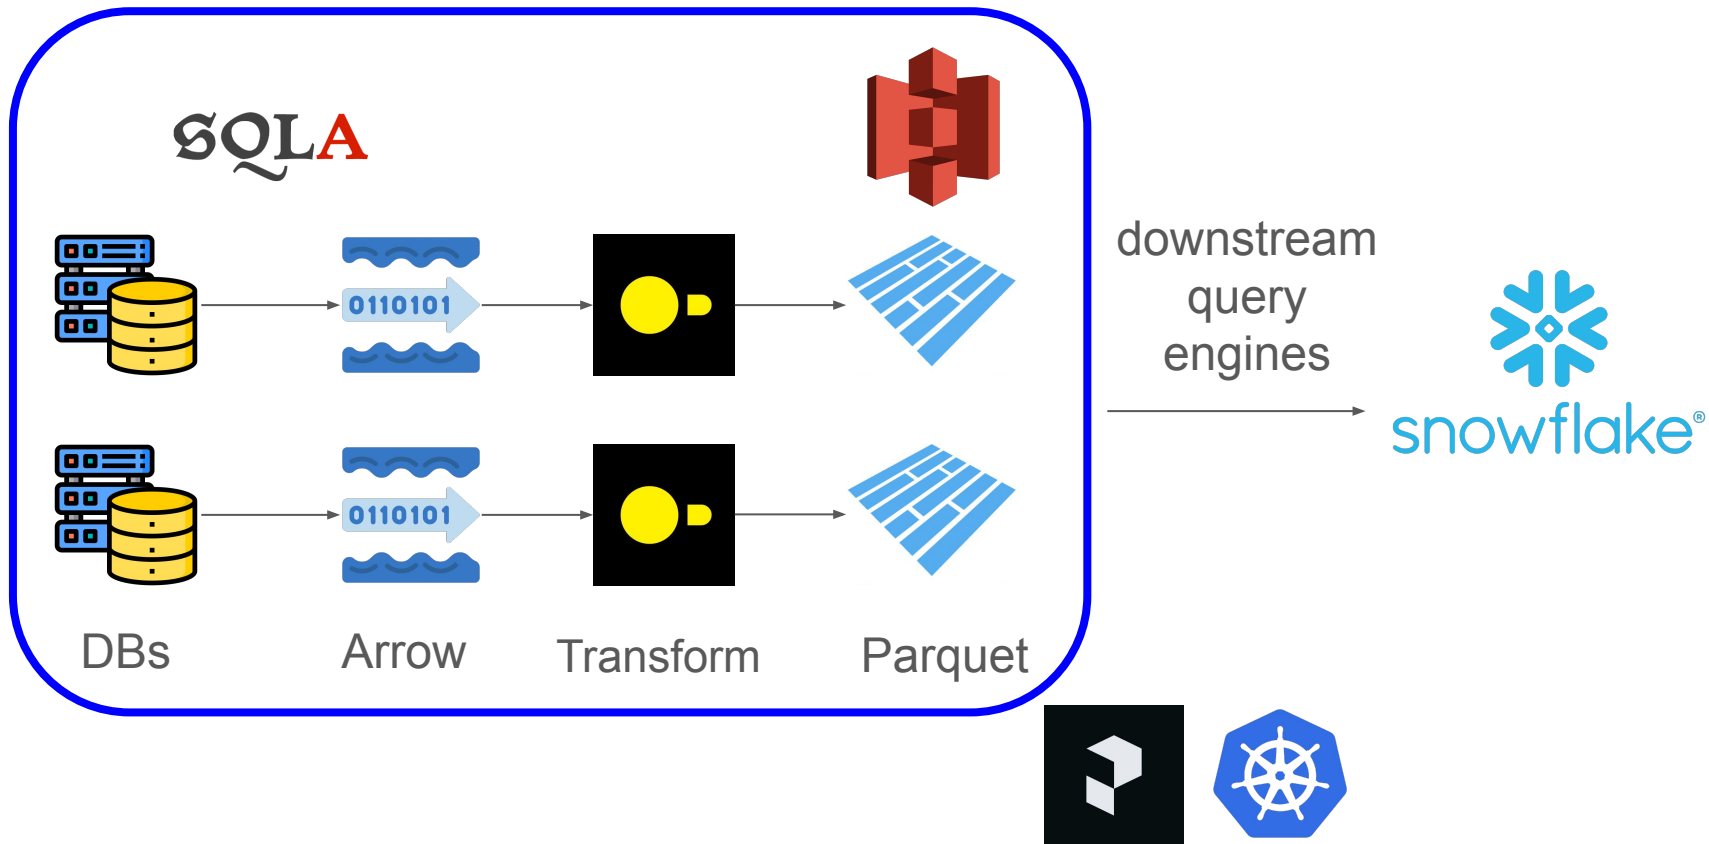 SQLA
0110101
0110101
DBs
Arrow
Transform
Parquet
downstream
query
engines
snowflake®